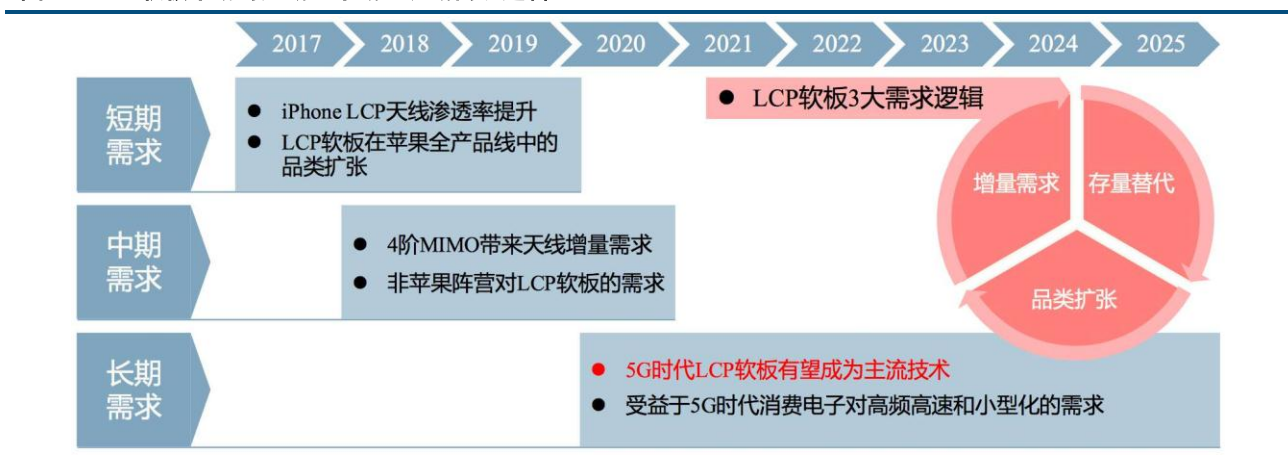 2017 2018 2019 2020 2021 2022 2023 2024 2025
短期
需求
● iPhone LCP天线渗透率提升
● LCP软板在苹果全产品线中的
品类扩张
● LCP软板3大需求逻辑
增量需求 存量替代
品类扩张
中期
需求
● 4阶MIMO带来天线增量需求
● 非苹果阵营对LCP软板的需求
长期
需求
● 5G时代LCP软板有望成为主流技术
● 受益于5G时代消费电子对高频高速和小型化的需求